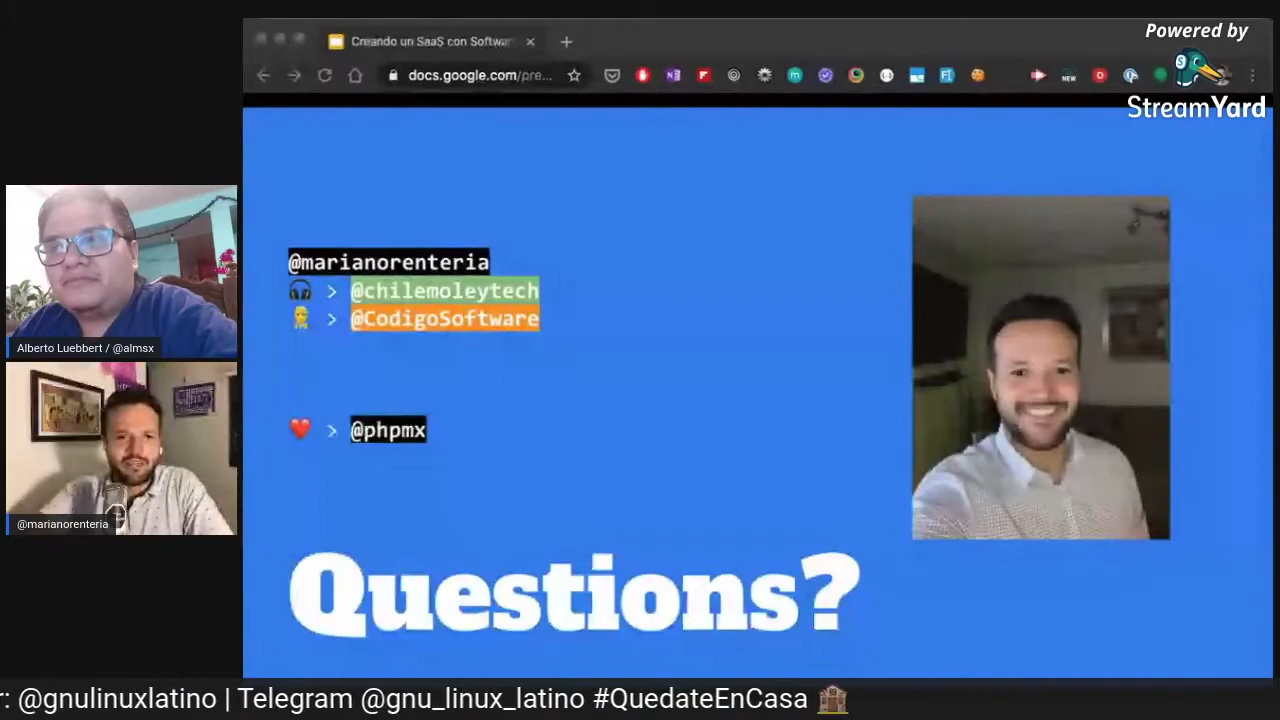 Powered by
StreamYard
Creando un SaaS con Softwar
docs.google.com/pre...
NEW
@marianorenteria
> @chilemoleytech
> @CodigoSoftware
> @phpmx
Questions?
Alberto Luebbert / @almsx
@marianorenteria
r: @gnulinuxlatino | Telegram @gnu_linux_latino #QuedateEnCasa